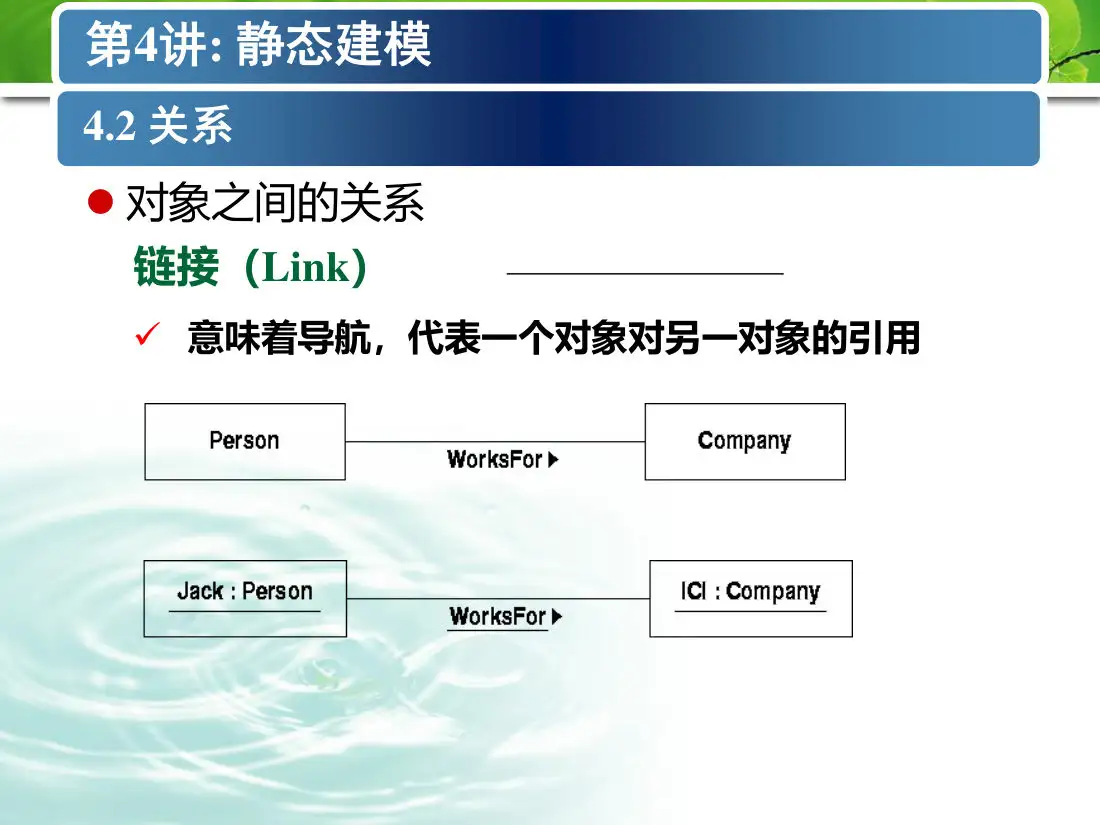 第4讲: 静态建模
4.2 关系
对象之间的关系
链接（Link）
意味着导航，代表一个对象对另一对象的引用
Person
WorksFor
Company
Jack : Person
WorksFor
ICI : Company